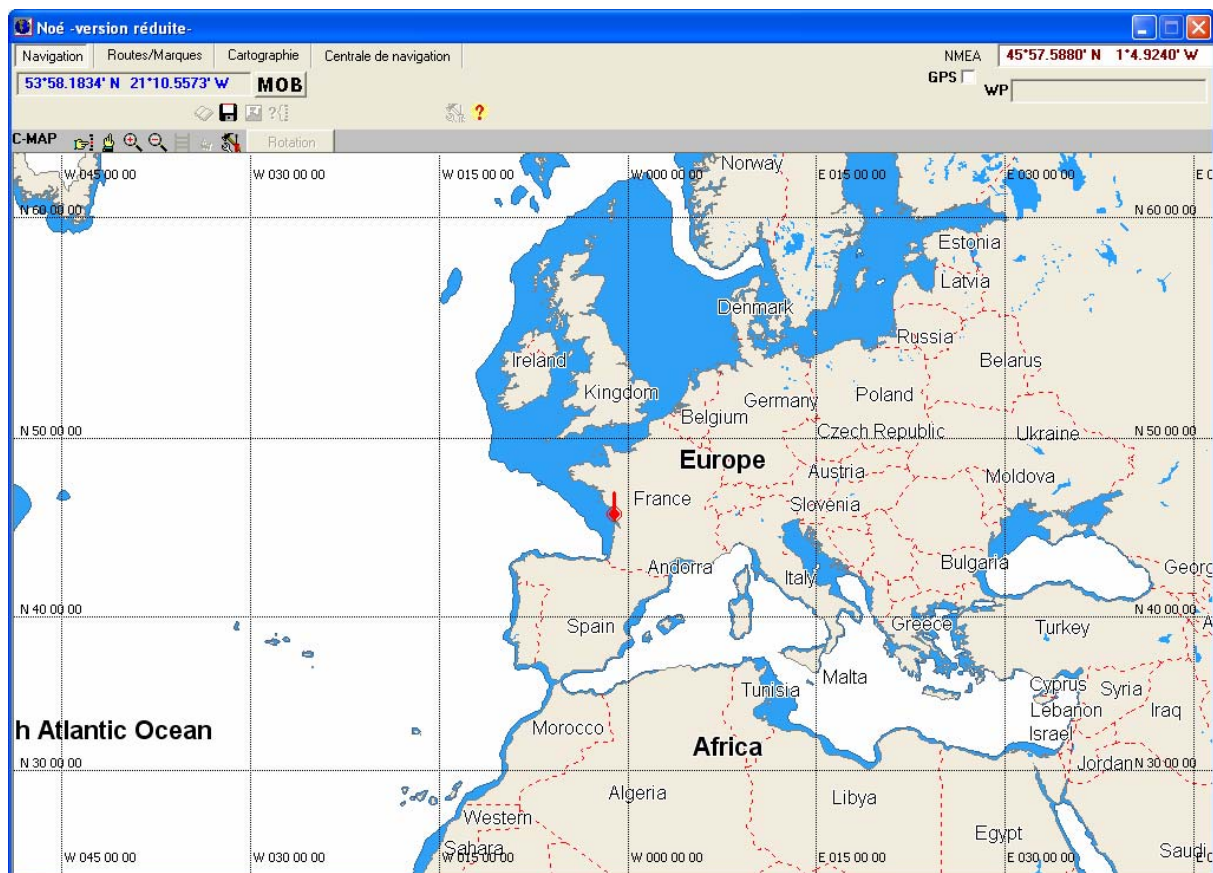 Noé -version réduite-
Navigation Routes/Marques Cartographie Centrale de navigation NMEA 45°57.5880' N 1°4.9240' W
53°58.1834' N 21°10.5573' W MOB GPS WP
C-MAP Rotation
Norway
W 045 00 00 W 030 00 00 W 015 00 00 W 000 00 00 E 015 00 00 E 030 00 00
N 60 00 00 N 60 00 00
Estonia
Latvia
Denmark
Russia
Ireland Belarus
Kingdom Germany Poland
Belgium
N 50 00 00 Czech Republic Ukraine N 50 00 00
Europe Austria Moldova
France Slovenia
Andorra Italy Bulgaria Georg
N 40 00 00 N 40 00 00
Spain Greece Turkey A
Tunisia Malta Cyprus Syria
Lebanon Iraq
h Atlantic Ocean Morocco Africa Israel
N 30 00 00 Jordan N 30 00 00
Algeria Libya
Western Egypt
Sahara Saudi
W 045 00 00 W 030 00 00 W 015 00 00 W 000 00 00 E 015 00 00 E 030 00 00